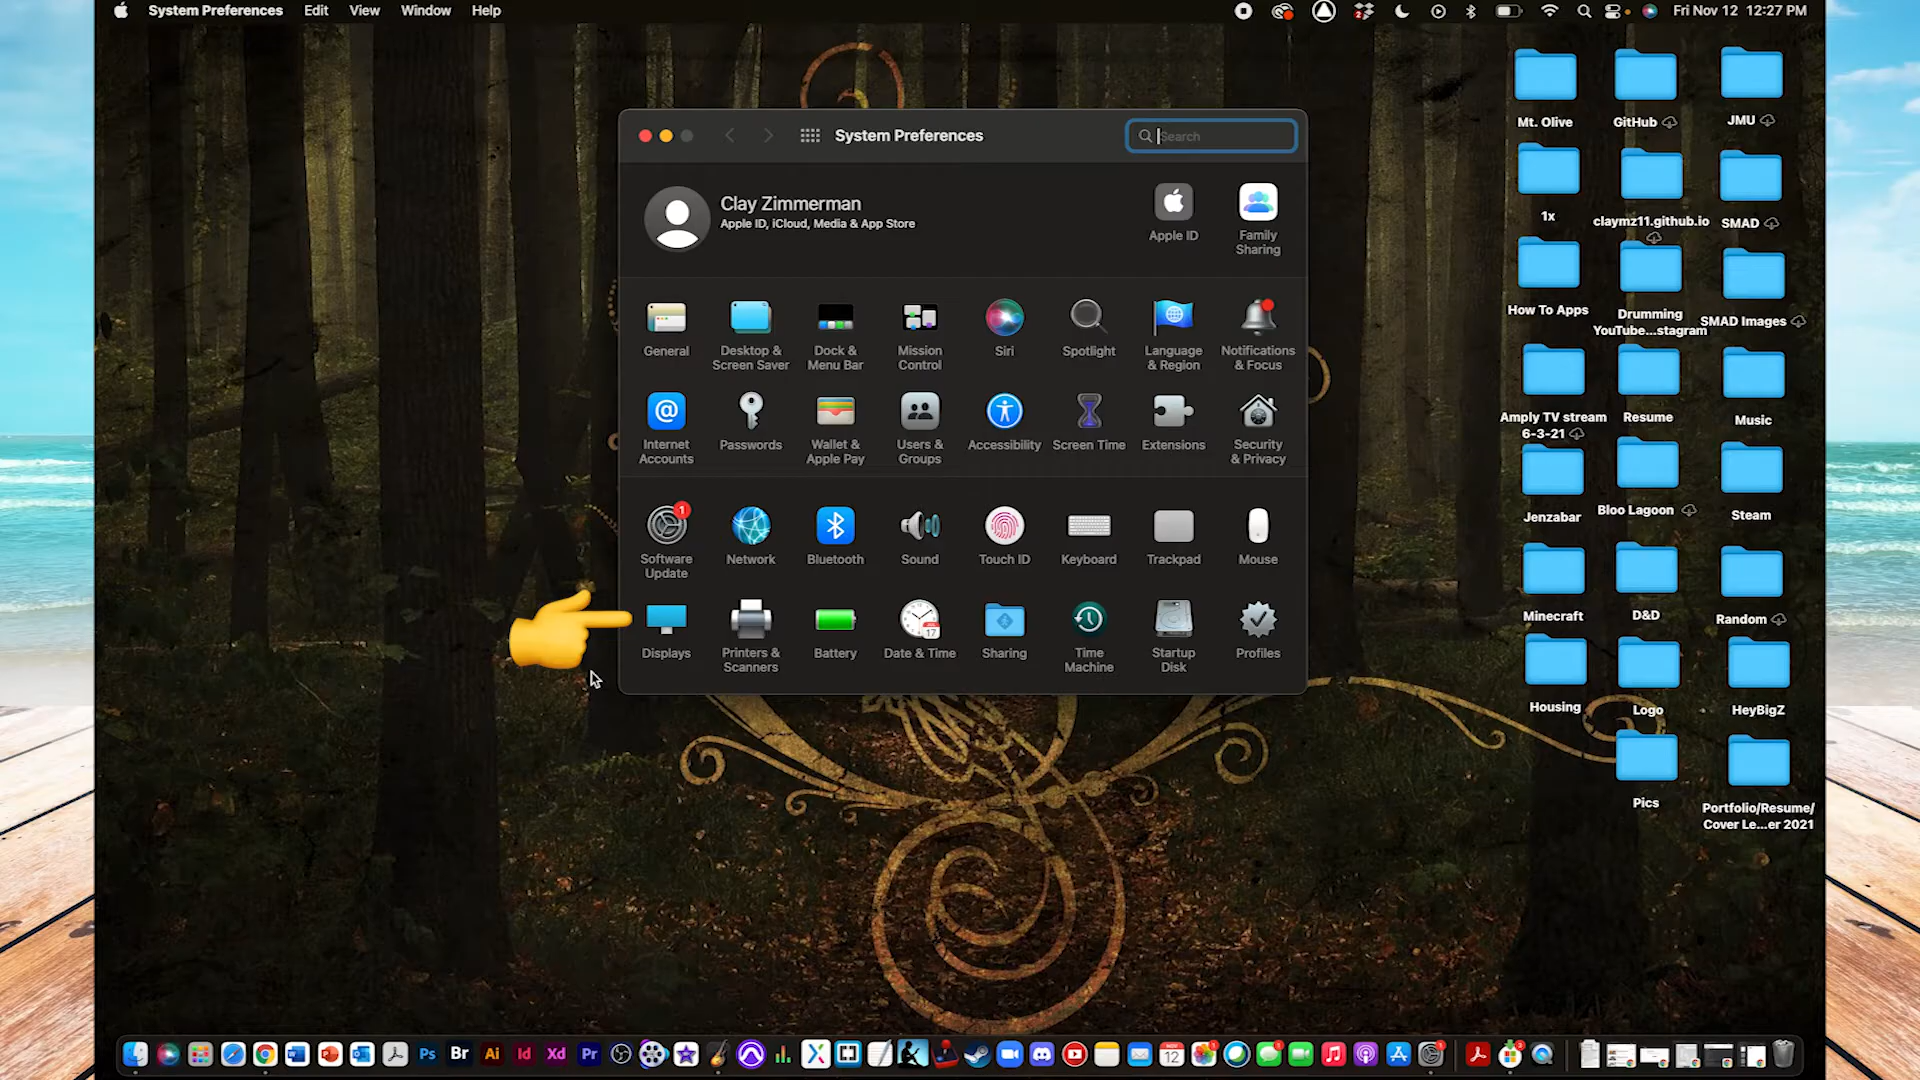 System Preferences Edit View Window Help
Fri Nov 12 12:27 PM
System Preferences
Search
Clay Zimmerman
Apple ID, iCloud, Media & App Store
Apple ID
Family
Sharing
General
Desktop &
Screen Saver
Dock &
Menu Bar
Mission
Control
Siri
Spotlight
Language
& Region
Notifications
& Focus
Internet
Accounts
Passwords
Wallet &
Apple Pay
Users &
Groups
Accessibility
Screen Time
Extensions
Security
& Privacy
1
Software
Update
Network
Bluetooth
Sound
Touch ID
Keyboard
Trackpad
Mouse
Displays
Printers &
Scanners
Battery
17
Date & Time
Sharing
Time
Machine
Startup
Disk
Profiles
Mt. Olive
GitHub
JMU
1x
claymz11.github.io
SMAD
How To Apps
Drumming
YouTube...stagram
SMAD Images
Amply TV stream
6-3-21
Resume
Music
Jenzabar
Bloo Lagoon
Steam
Minecraft
D&D
Random
Housing
Logo
HeyBigZ
Pics
Portfolio/Resume/
Cover Le...er 2021
Ps Br Ai Id Xd Pr
12